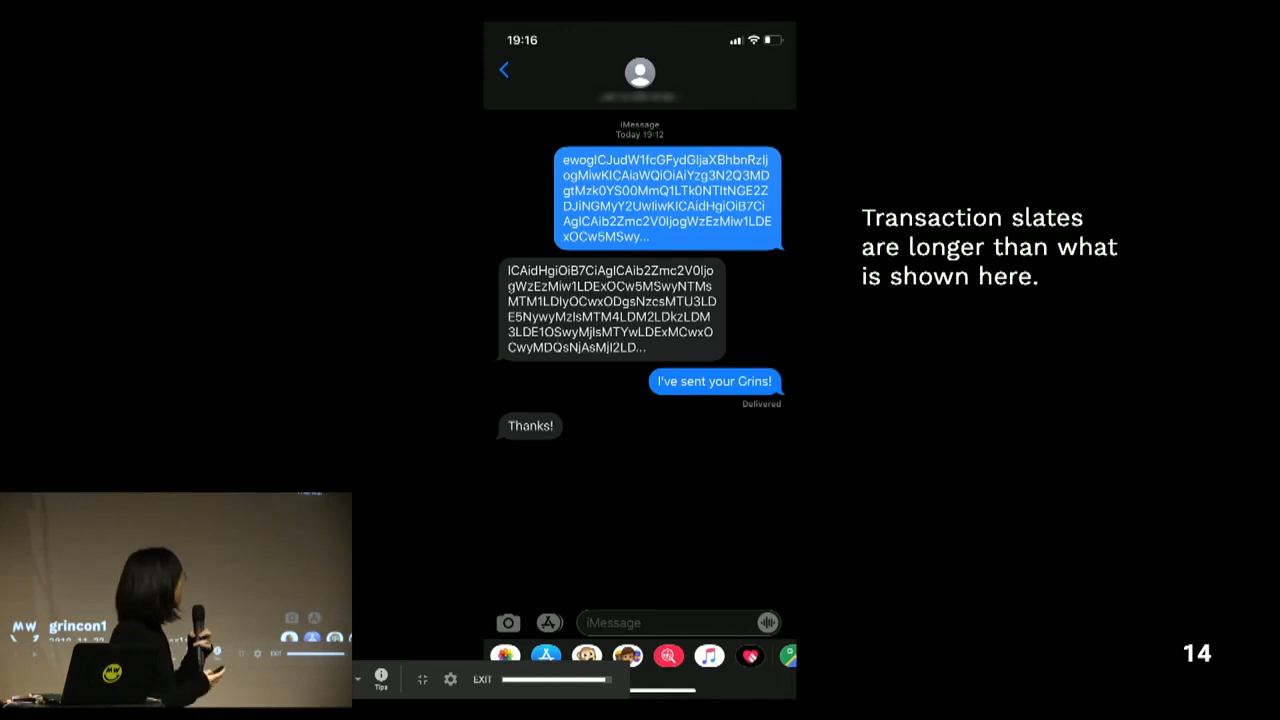 19:16
iMessage
Today 19:12
ewogICJudW1fcGFydGljaXBhbnRzIj
ogMiwKICAiaWQiOiAiYzg3N2Q3MD
gtMzk0YS00MmQ1LTk0NTItNGE2Z
DJiNGMyY2UwIiwKICAidHgiOiB7Ci
AgICAib2Zmc2V0IjogWzEzMiw1LDE
xOCw5MSwy...
ICAidHgiOiB7CiAgICAib2Zmc2V0Ijo
gWzEzMiw1LDExOCw5MSwyNTMs
MTM1LDIyOCwxODgsNzcsMTU3LD
E5NywyMzIsMTM4LDM2LDkzLDM
3LDE1OSwyMjIsMTYwLDExMCwxO
CwyMDQsNjAsMjI2LD...
I've sent your Grins!
Delivered
Thanks!
iMessage
Transaction slates
are longer than what
is shown here.
14
MW grincon1
MW
Tips
EXIT